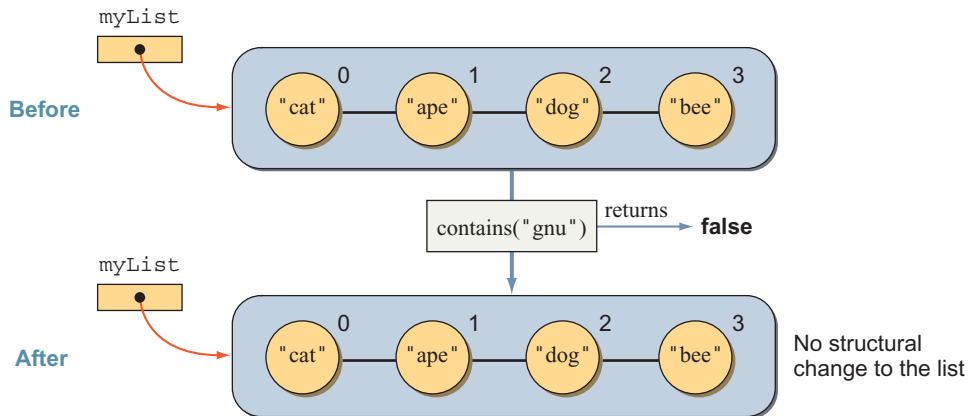 myList
Before
0 1 2 3
"cat" "ape" "dog" "bee"
contains("gnu")
returns
false
myList
After
0 1 2 3
"cat" "ape" "dog" "bee"
No structural
change to the list